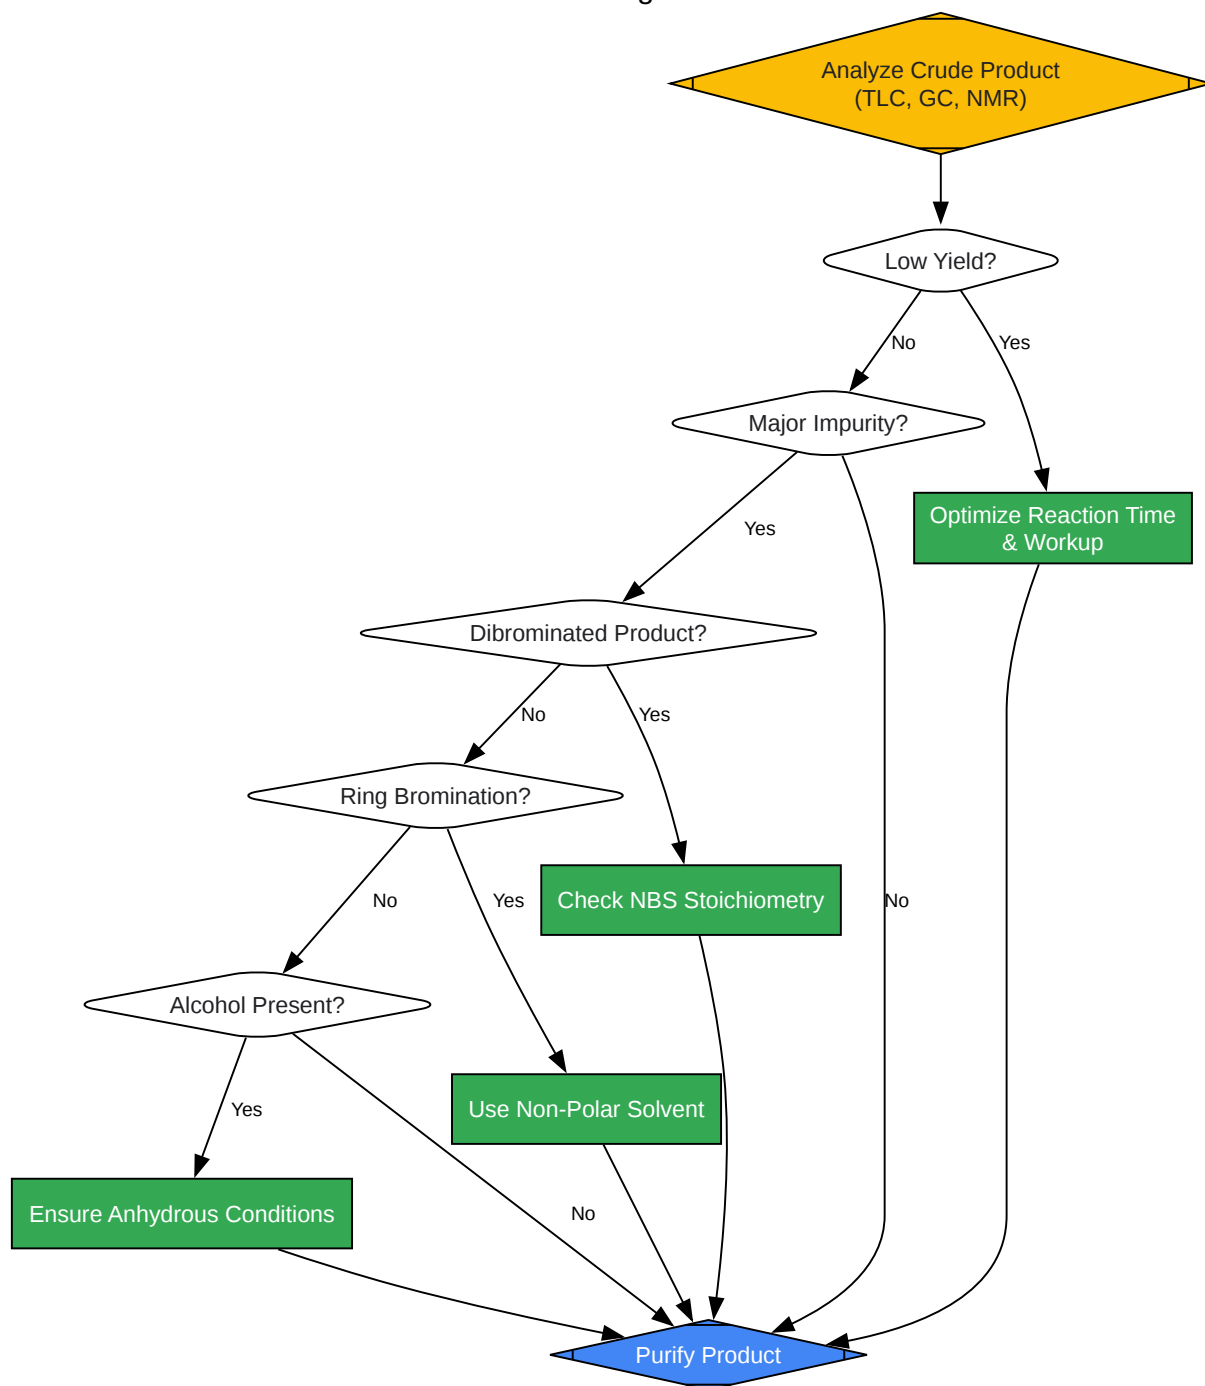 Analyze Crude Product
(TLC, GC, NMR)
Low Yield?
No
Yes
Major Impurity?
Optimize Reaction Time
& Workup
Yes
Dibrominated Product?
No
Yes
Ring Bromination?
Check NBS Stoichiometry
No
Yes
No
Alcohol Present?
Use Non-Polar Solvent
Yes
Ensure Anhydrous Conditions
No
Purify Product